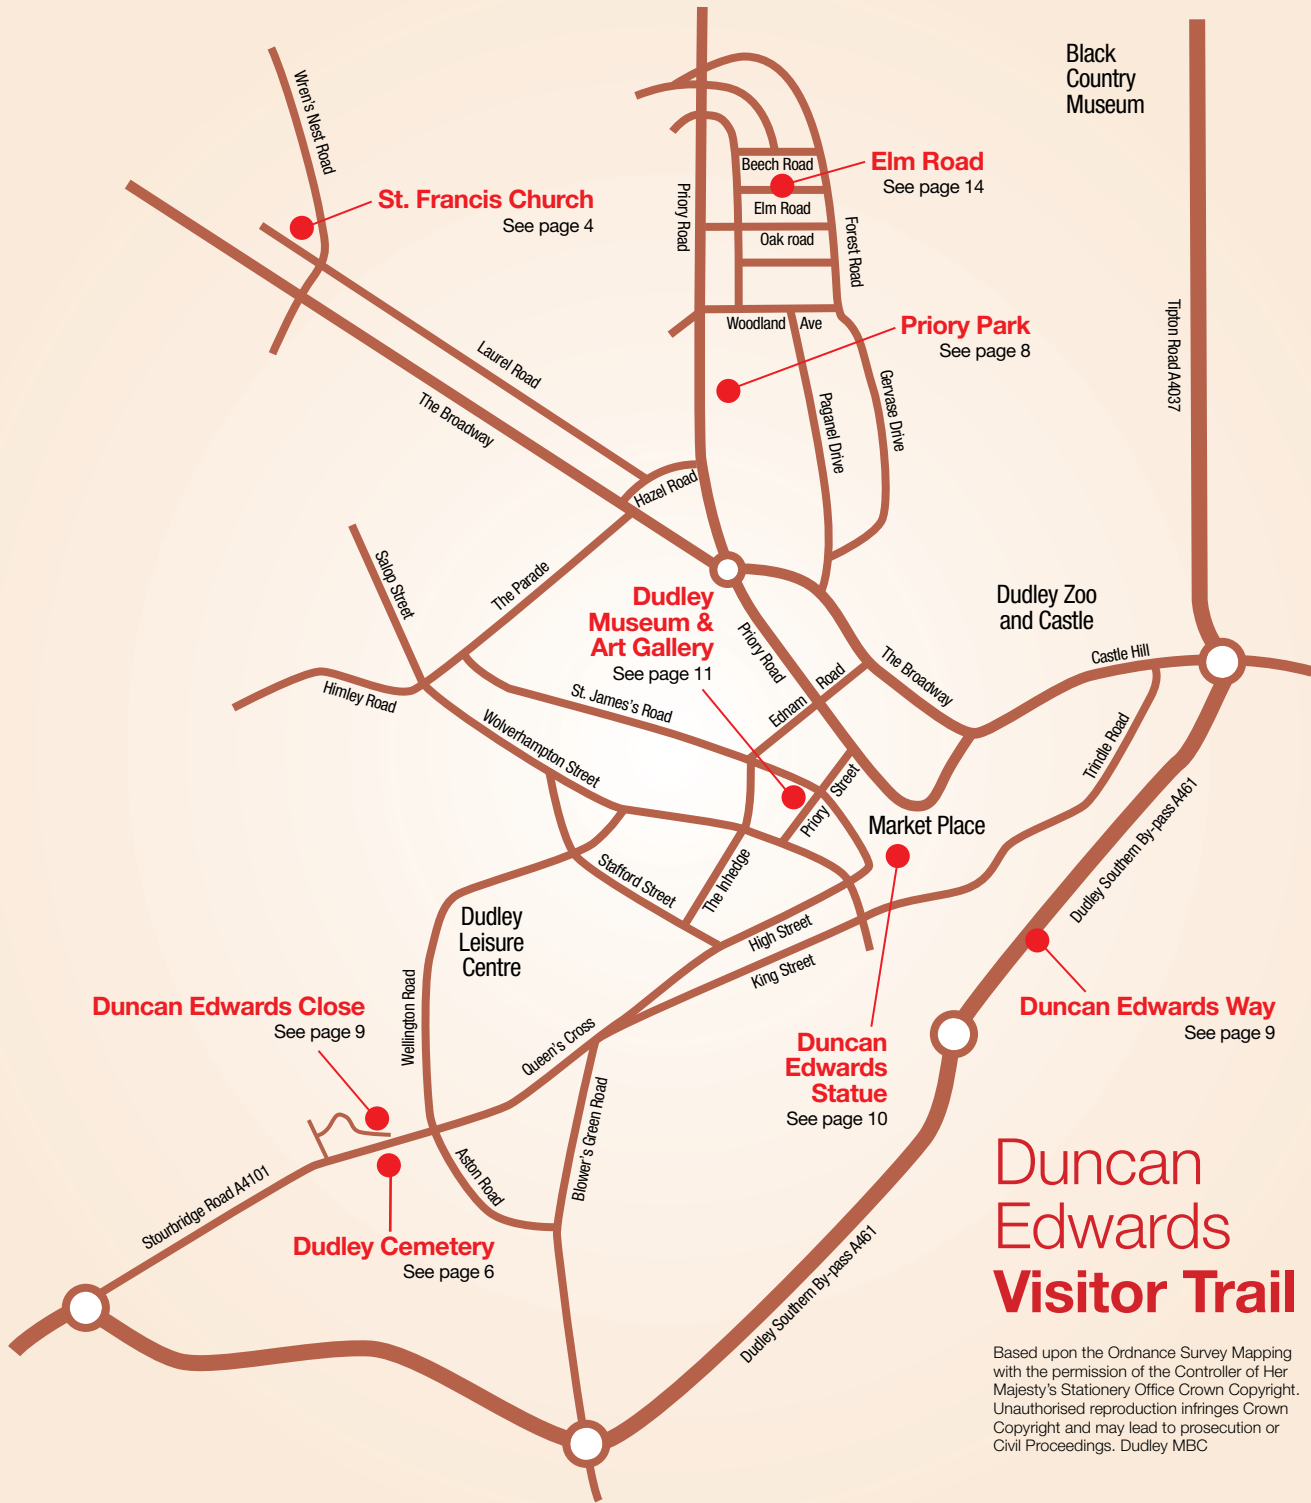 Black
Country
Museum
Wren's Nest Road
Beech Road
Elm Road
See page 14
St. Francis Church
See page 4
Priory Road
Elm Road
Oak road
Forest Road
Woodland Ave
Priory Park
See page 8
Tipton Road A4037
Laurel Road
The Broadway
Paganel Drive
Gervase Drive
Hazel Road
Salop Street
The Parade
Dudley
Museum &
Art Gallery
See page 11
Dudley Zoo
and Castle
Priory Road
Castle Hill
The Broadway
Ednam Road
Himley Road
St. James's Road
Wolverhampton Street
Trindle Road
Priory Street
Market Place
Dudley Southern By-pass A461
Stafford Street
The Inhedge
Dudley
Leisure
Centre
High Street
King Street
Wellington Road
Duncan Edwards Close
See page 9
Duncan Edwards Way
See page 9
Queen's Cross
Duncan
Edwards
Statue
See page 10
Blower's Green Road
Aston Road
Stourbridge Road A4101
Dudley Cemetery
See page 6
Dudley Southern By-pass A461
Duncan
Edwards
Visitor Trail
Based upon the Ordnance Survey Mapping
with the permission of the Controller of Her
Majesty's Stationery Office Crown Copyright.
Unauthorised reproduction infringes Crown
Copyright and may lead to prosecution or
Civil Proceedings. Dudley MBC